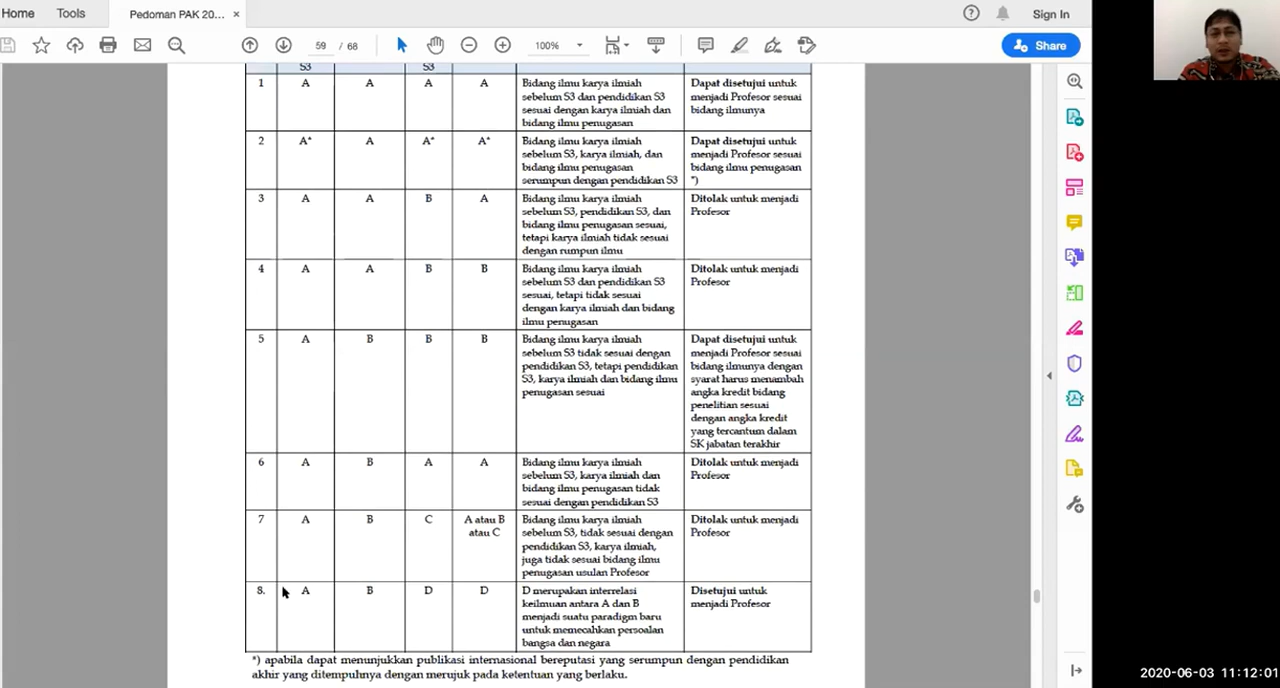 Home Tools Pedoman PAK 20... × Sign In
59 / 68 100% Share
S3 S3
1 A A A A Bidang ilmu karya ilmiah Dapat disetujui untuk
sebelum S3 dan pendidikan S3 menjadi Profesor sesuai
sesuai dengan karya ilmiah dan bidang ilmunya
bidang ilmu penugasan
2 A* A A* A* Bidang ilmu karya ilmiah Dapat disetujui untuk
sebelum S3, karya ilmiah, dan menjadi Profesor sesuai
bidang ilmu penugasan bidang ilmu penugasan
serumpun dengan pendidikan S3 *)
3 A A B A Bidang ilmu karya ilmiah Ditolak untuk menjadi
sebelum S3, pendidikan S3, dan Profesor
bidang ilmu penugasan sesuai,
tetapi karya ilmiah tidak sesuai
dengan rumpun ilmu
4 A A B B Bidang ilmu karya ilmiah Ditolak untuk menjadi
sebelum S3 dan pendidikan S3 Profesor
sesuai, tetapi tidak sesuai
dengan karya ilmiah dan bidang
ilmu penugasan
5 A B B B Bidang ilmu karya ilmiah Dapat disetujui untuk
sebelum S3 tidak sesuai dengan menjadi Profesor sesuai
pendidikan S3, tetapi pendidikan bidang ilmunya dengan
S3, karya ilmiah dan bidang ilmu syarat harus menambah
penugasan sesuai angka kredit bidang
penelitian sesuai
dengan angka kredit
yang tercantum dalam
SK jabatan terakhir
6 A B A A Bidang ilmu karya ilmiah Ditolak untuk menjadi
sebelum S3, karya ilmiah dan Profesor
bidang ilmu penugasan tidak
sesuai dengan pendidikan S3
7 A B C A atau B Bidang ilmu karya ilmiah Ditolak untuk menjadi
atau C sebelum S3, tidak sesuai dengan Profesor
pendidikan S3, karya ilmiah,
juga tidak sesuai bidang ilmu
penugasan usulan Profesor
8. A B D D D merupakan interrelasi Disetujui untuk
keilmuan antara A dan B menjadi Profesor
menjadi suatu paradigm baru
untuk memecahkan persoalan
bangsa dan negara
*) apabila dapat menunjukkan publikasi internasional bereputasi yang serumpun dengan pendidikan
akhir yang ditempuhnya dengan merujuk pada ketentuan yang berlaku.
2020-06-03 11:12:01